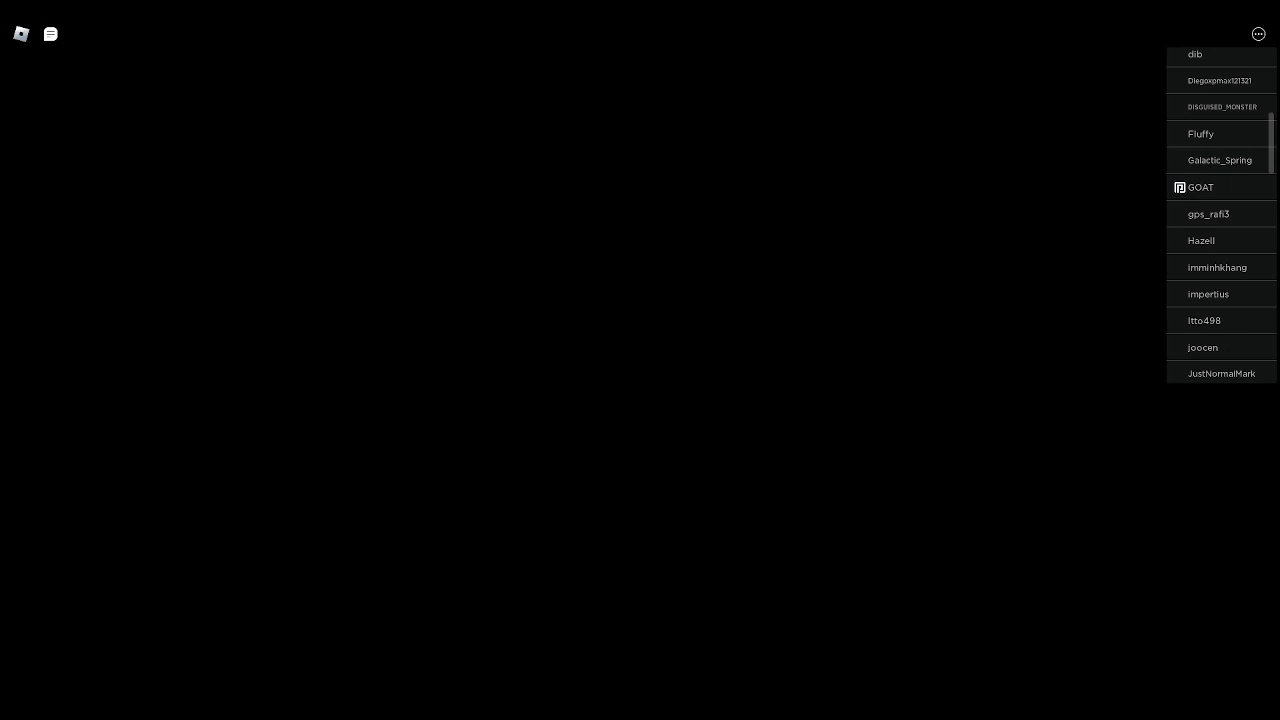 dib
Diegoxpmax121321
DISGUISED_MONSTER
Fluffy
Galactic_Spring
GOAT
gps_rafi3
Hazell
imminhkhang
impertius
Itto498
joocen
JustNormalMark